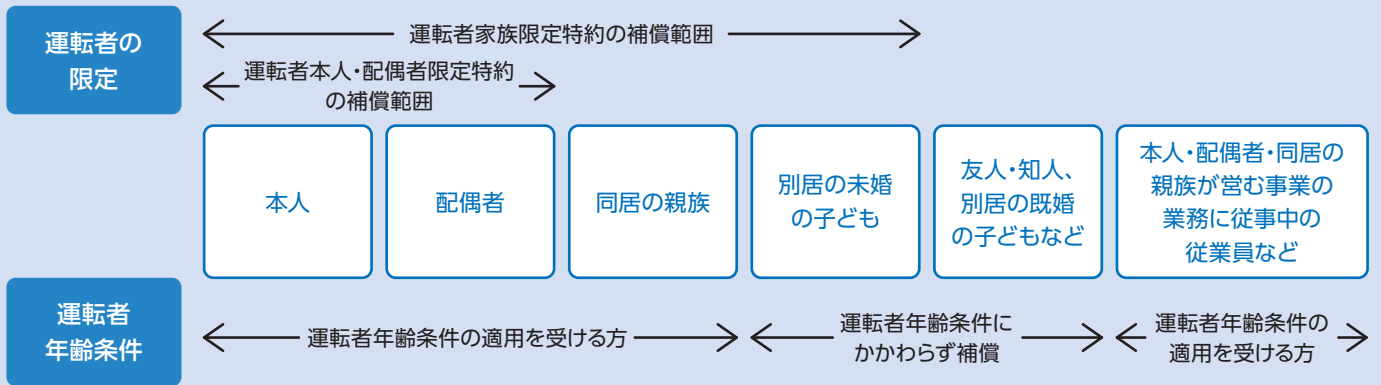 運転者の
限定
運転者家族限定特約の補償範囲
運転者本人・配偶者限定特約
の補償範囲
本人
配偶者
同居の親族
別居の未婚
の子ども
友人・知人、
別居の既婚
の子どもなど
本人・配偶者・同居の
親族が営む事業の
業務に従事中の
従業員など
運転者
年齢条件
運転者年齢条件の適用を受ける方
運転者年齢条件に
かかわらず補償
運転者年齢条件の
適用を受ける方